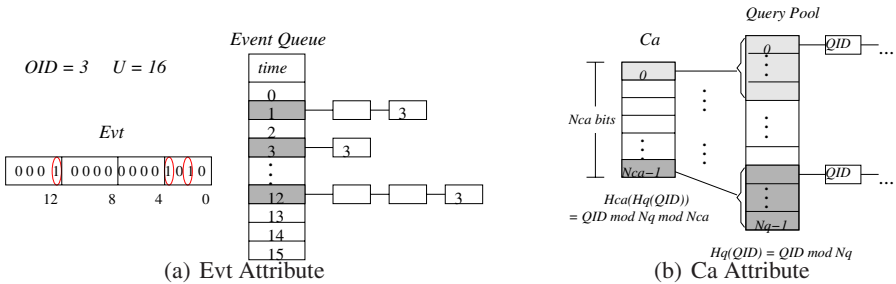 Event Queue
OID = 3 U = 16
time
0
1
3
2
Evt
3
3
0 0 0 1 0 0 0 0 0 0 0 0 1 0 1 0
12 8 4 0
12
3
13
14
15
(a) Evt Attribute
Query Pool
Ca
0
QID
...
0
Nca bits
Nca−1
QID
...
Hca(Hq(QID))
= QID mod Nq mod Nca
Nq−1
Hq(QID) = QID mod Nq
(b) Ca Attribute